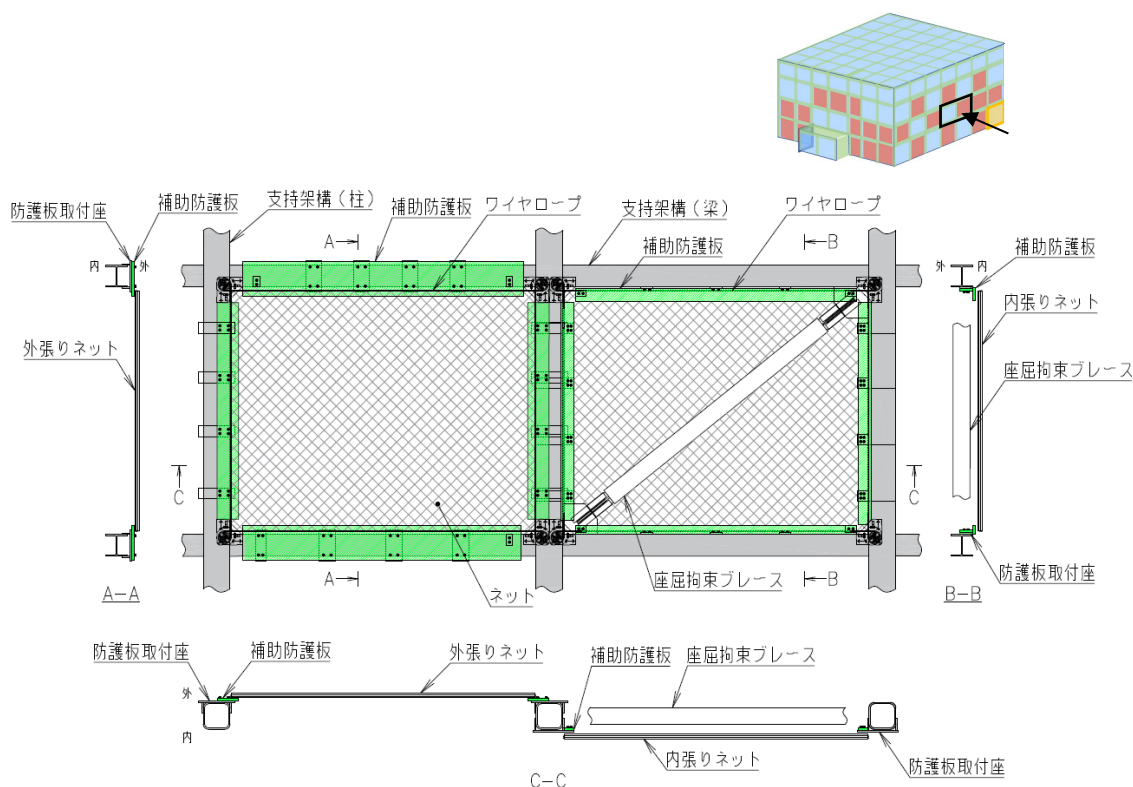 防護板取付座
補助防護板
支持架構（柱）
補助防護板
ワイヤロープ
支持架構（梁）
ワイヤロープ
補助防護板
補助防護板
A
B
内
外
外
内
内張りネット
外張りネット
座屈拘束ブレース
C
C
A
B
座屈拘束ブレース
ネット
防護板取付座
A−A
B−B
防護板取付座
補助防護板
外張りネット
補助防護板
座屈拘束ブレース
外
内
内張りネット
防護板取付座
C−C